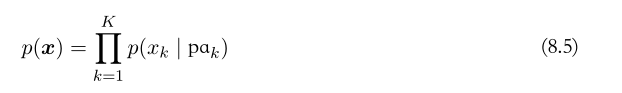 p(x) = ∏_{k=1}^{K} p(x_k | pa_k) (8.5)